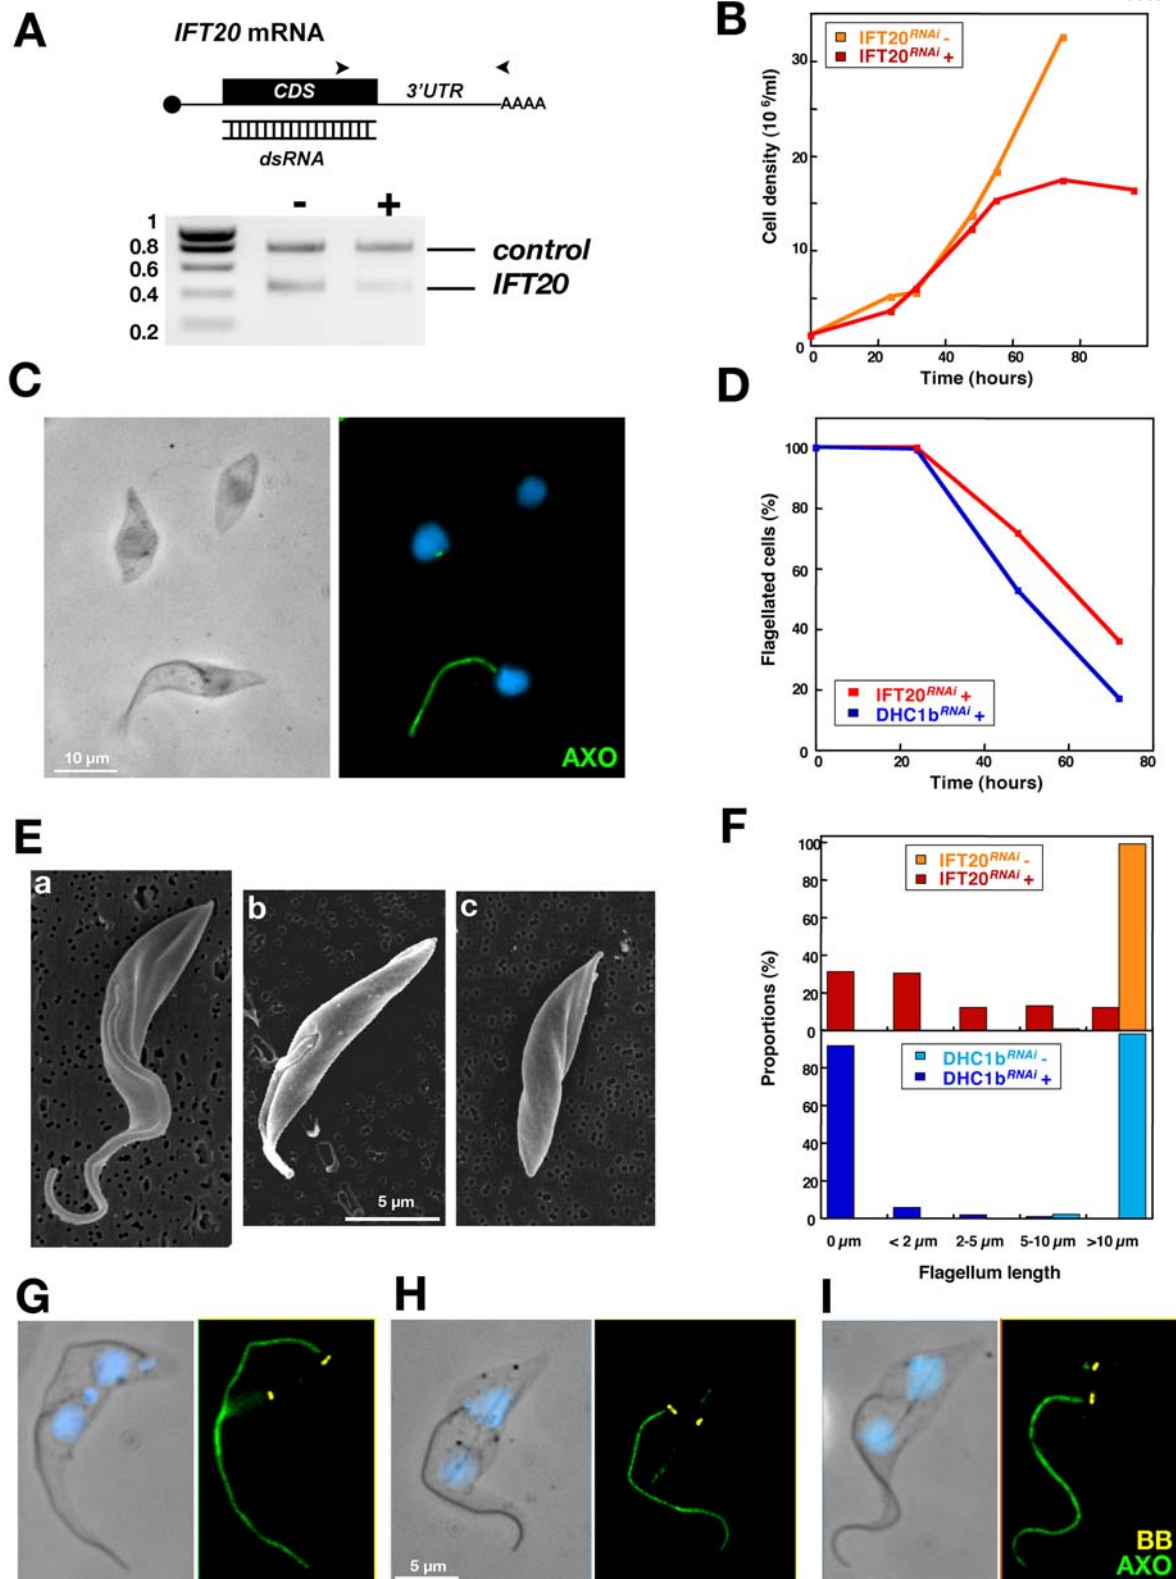 A
IFT20 mRNA
CDS
3'UTR
AAAA
dsRNA
- +
1
0.8
0.6
0.4
0.2
control
IFT20
B
IFT20RNAi -
IFT20RNAi +
Cell density (10 6/ml)
30
20
10
0
0 20 40 60 80
Time (hours)
C
10 µm
AXO
D
Flagellated cells (%)
100
80
60
40
20
0
IFT20RNAi +
DHC1bRNAi +
0 20 40 60 80
Time (hours)
E
a
b
c
5 µm
F
Proportions (%)
100
80
60
40
20
0
IFT20RNAi -
IFT20RNAi +
80
60
40
20
0
DHC1bRNAi -
DHC1bRNAi +
0 µm < 2 µm 2-5 µm 5-10 µm >10 µm
Flagellum length
G
H
5 µm
I
BB
AXO